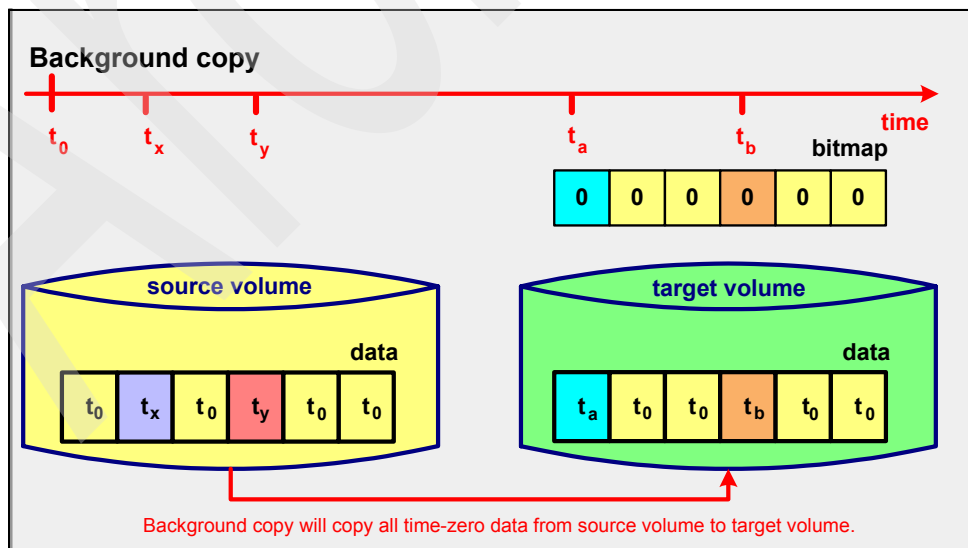 Background copy
t0 tx ty ta tb
time
bitmap
0 0 0 0 0 0
source volume
target volume
data
data
t0 tx t0 ty t0 t0
ta t0 t0 tb t0 t0
Background copy will copy all time-zero data from source volume to target volume.